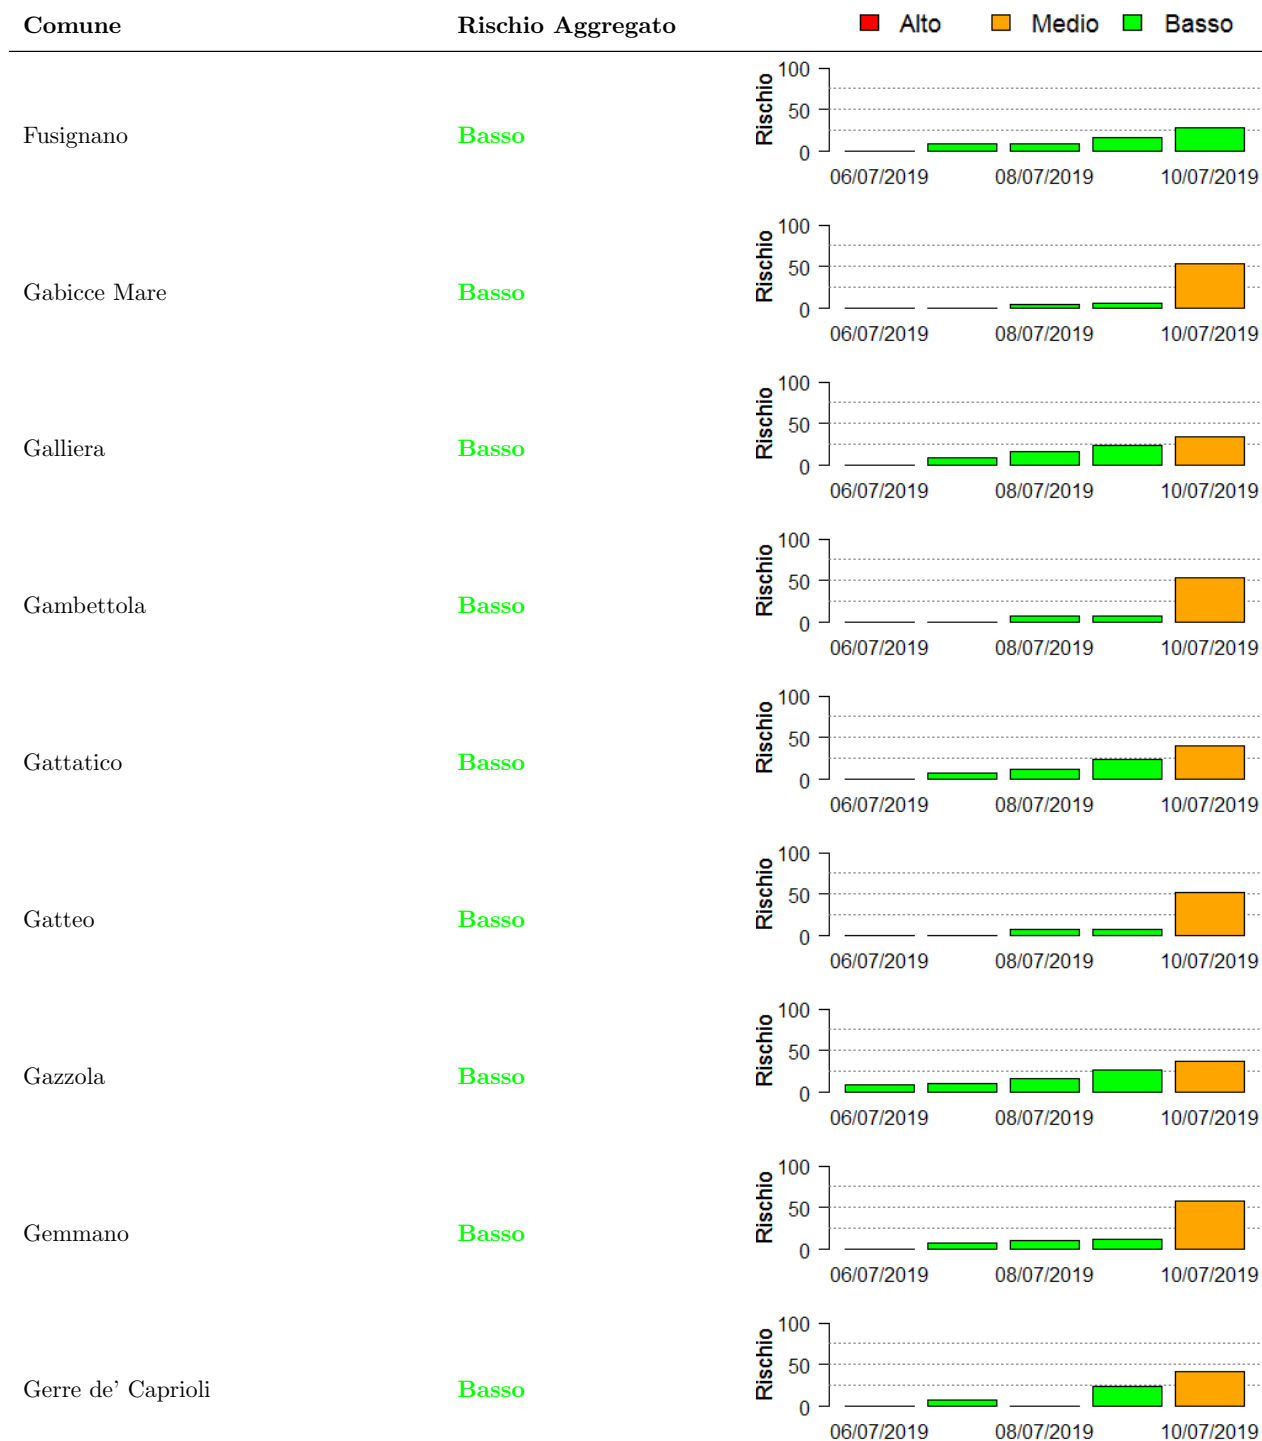 Comune Rischio Aggregato Alto Medio Basso
Fusignano Basso
Rischio
100
50
0
06/07/2019 08/07/2019 10/07/2019
Gabicce Mare Basso
Rischio
100
50
0
06/07/2019 08/07/2019 10/07/2019
Galliera Basso
Rischio
100
50
0
06/07/2019 08/07/2019 10/07/2019
Gambettola Basso
Rischio
100
50
0
06/07/2019 08/07/2019 10/07/2019
Gattatico Basso
Rischio
100
50
0
06/07/2019 08/07/2019 10/07/2019
Gatteo Basso
Rischio
100
50
0
06/07/2019 08/07/2019 10/07/2019
Gazzola Basso
Rischio
100
50
0
06/07/2019 08/07/2019 10/07/2019
Gemmano Basso
Rischio
100
50
0
06/07/2019 08/07/2019 10/07/2019
Gerre de' Caprioli Basso
Rischio
100
50
0
06/07/2019 08/07/2019 10/07/2019